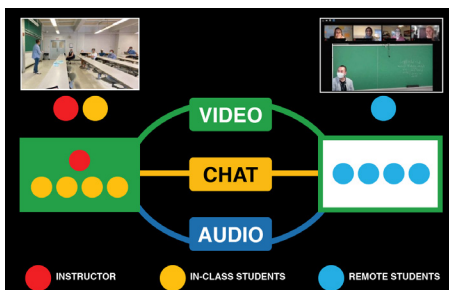 VIDEO
CHAT
AUDIO
INSTRUCTOR
IN-CLASS STUDENTS
REMOTE STUDENTS